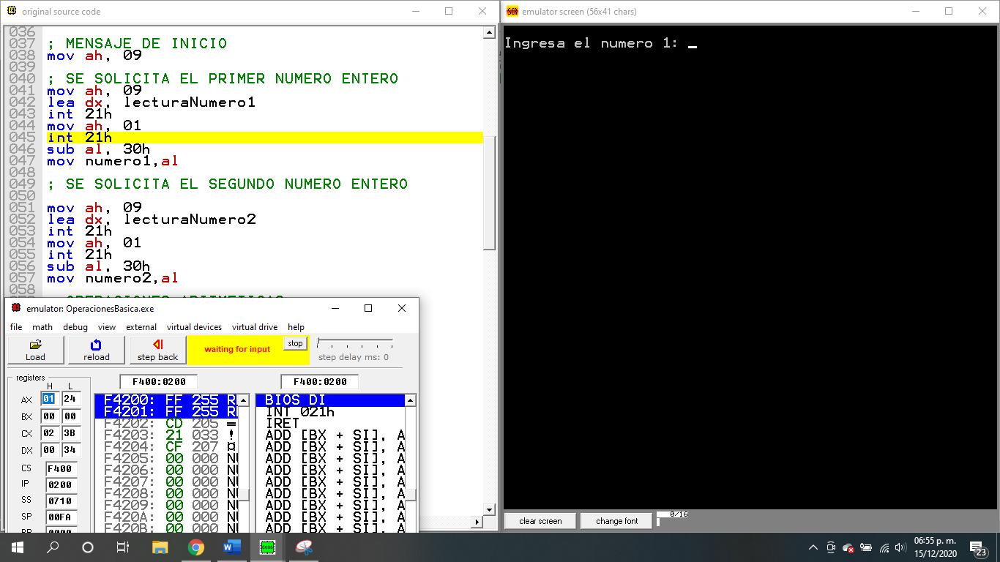 original source code
036
037 ; MENSAJE DE INICIO
038 mov ah, 09
039
040 ; SE SOLICITA EL PRIMER NUMERO ENTERO
041 mov ah, 09
042 lea dx, lecturaNumero1
043 int 21h
044 mov ah, 01
045 int 21h
046 sub al, 30h
047 mov numero1,al
048
049 ; SE SOLICITA EL SEGUNDO NUMERO ENTERO
050
051 mov ah, 09
052 lea dx, lecturaNumero2
053 int 21h
054 mov ah, 01
055 int 21h
056 sub al, 30h
057 mov numero2,al
058
emulator: OperacionesBasica.exe
file math debug view external virtual devices virtual drive help
Load reload step back waiting for input stop step delay ms: 0
registers F400:0200 F400:0200
H L
AX 01 24
BX 00 00
CX 02 3B
DX 00 34
CS F400
IP 0200
SS 0710
SP 00FA
F4200: FF 255 R
F4201: FF 255 R
F4202: CD 205 =
F4203: 21 033 !
F4204: CF 207 ¤
F4205: 00 000 NU
F4206: 00 000 NU
F4207: 00 000 NU
F4208: 00 000 NU
F4209: 00 000 NU
F420A: 00 000 NU
F420B: 00 000 NU
BIOS DI
INT 021h
IRET
ADD [BX + SI], A
ADD [BX + SI], A
ADD [BX + SI], A
ADD [BX + SI], A
ADD [BX + SI], A
ADD [BX + SI], A
ADD [BX + SI], A
ADD [BX + SI], A
ADD [BX + SI], A
emulator screen (56x41 chars)
Ingresa el numero 1: _
clear screen change font 0/16
06:55 p. m.
15/12/2020
23